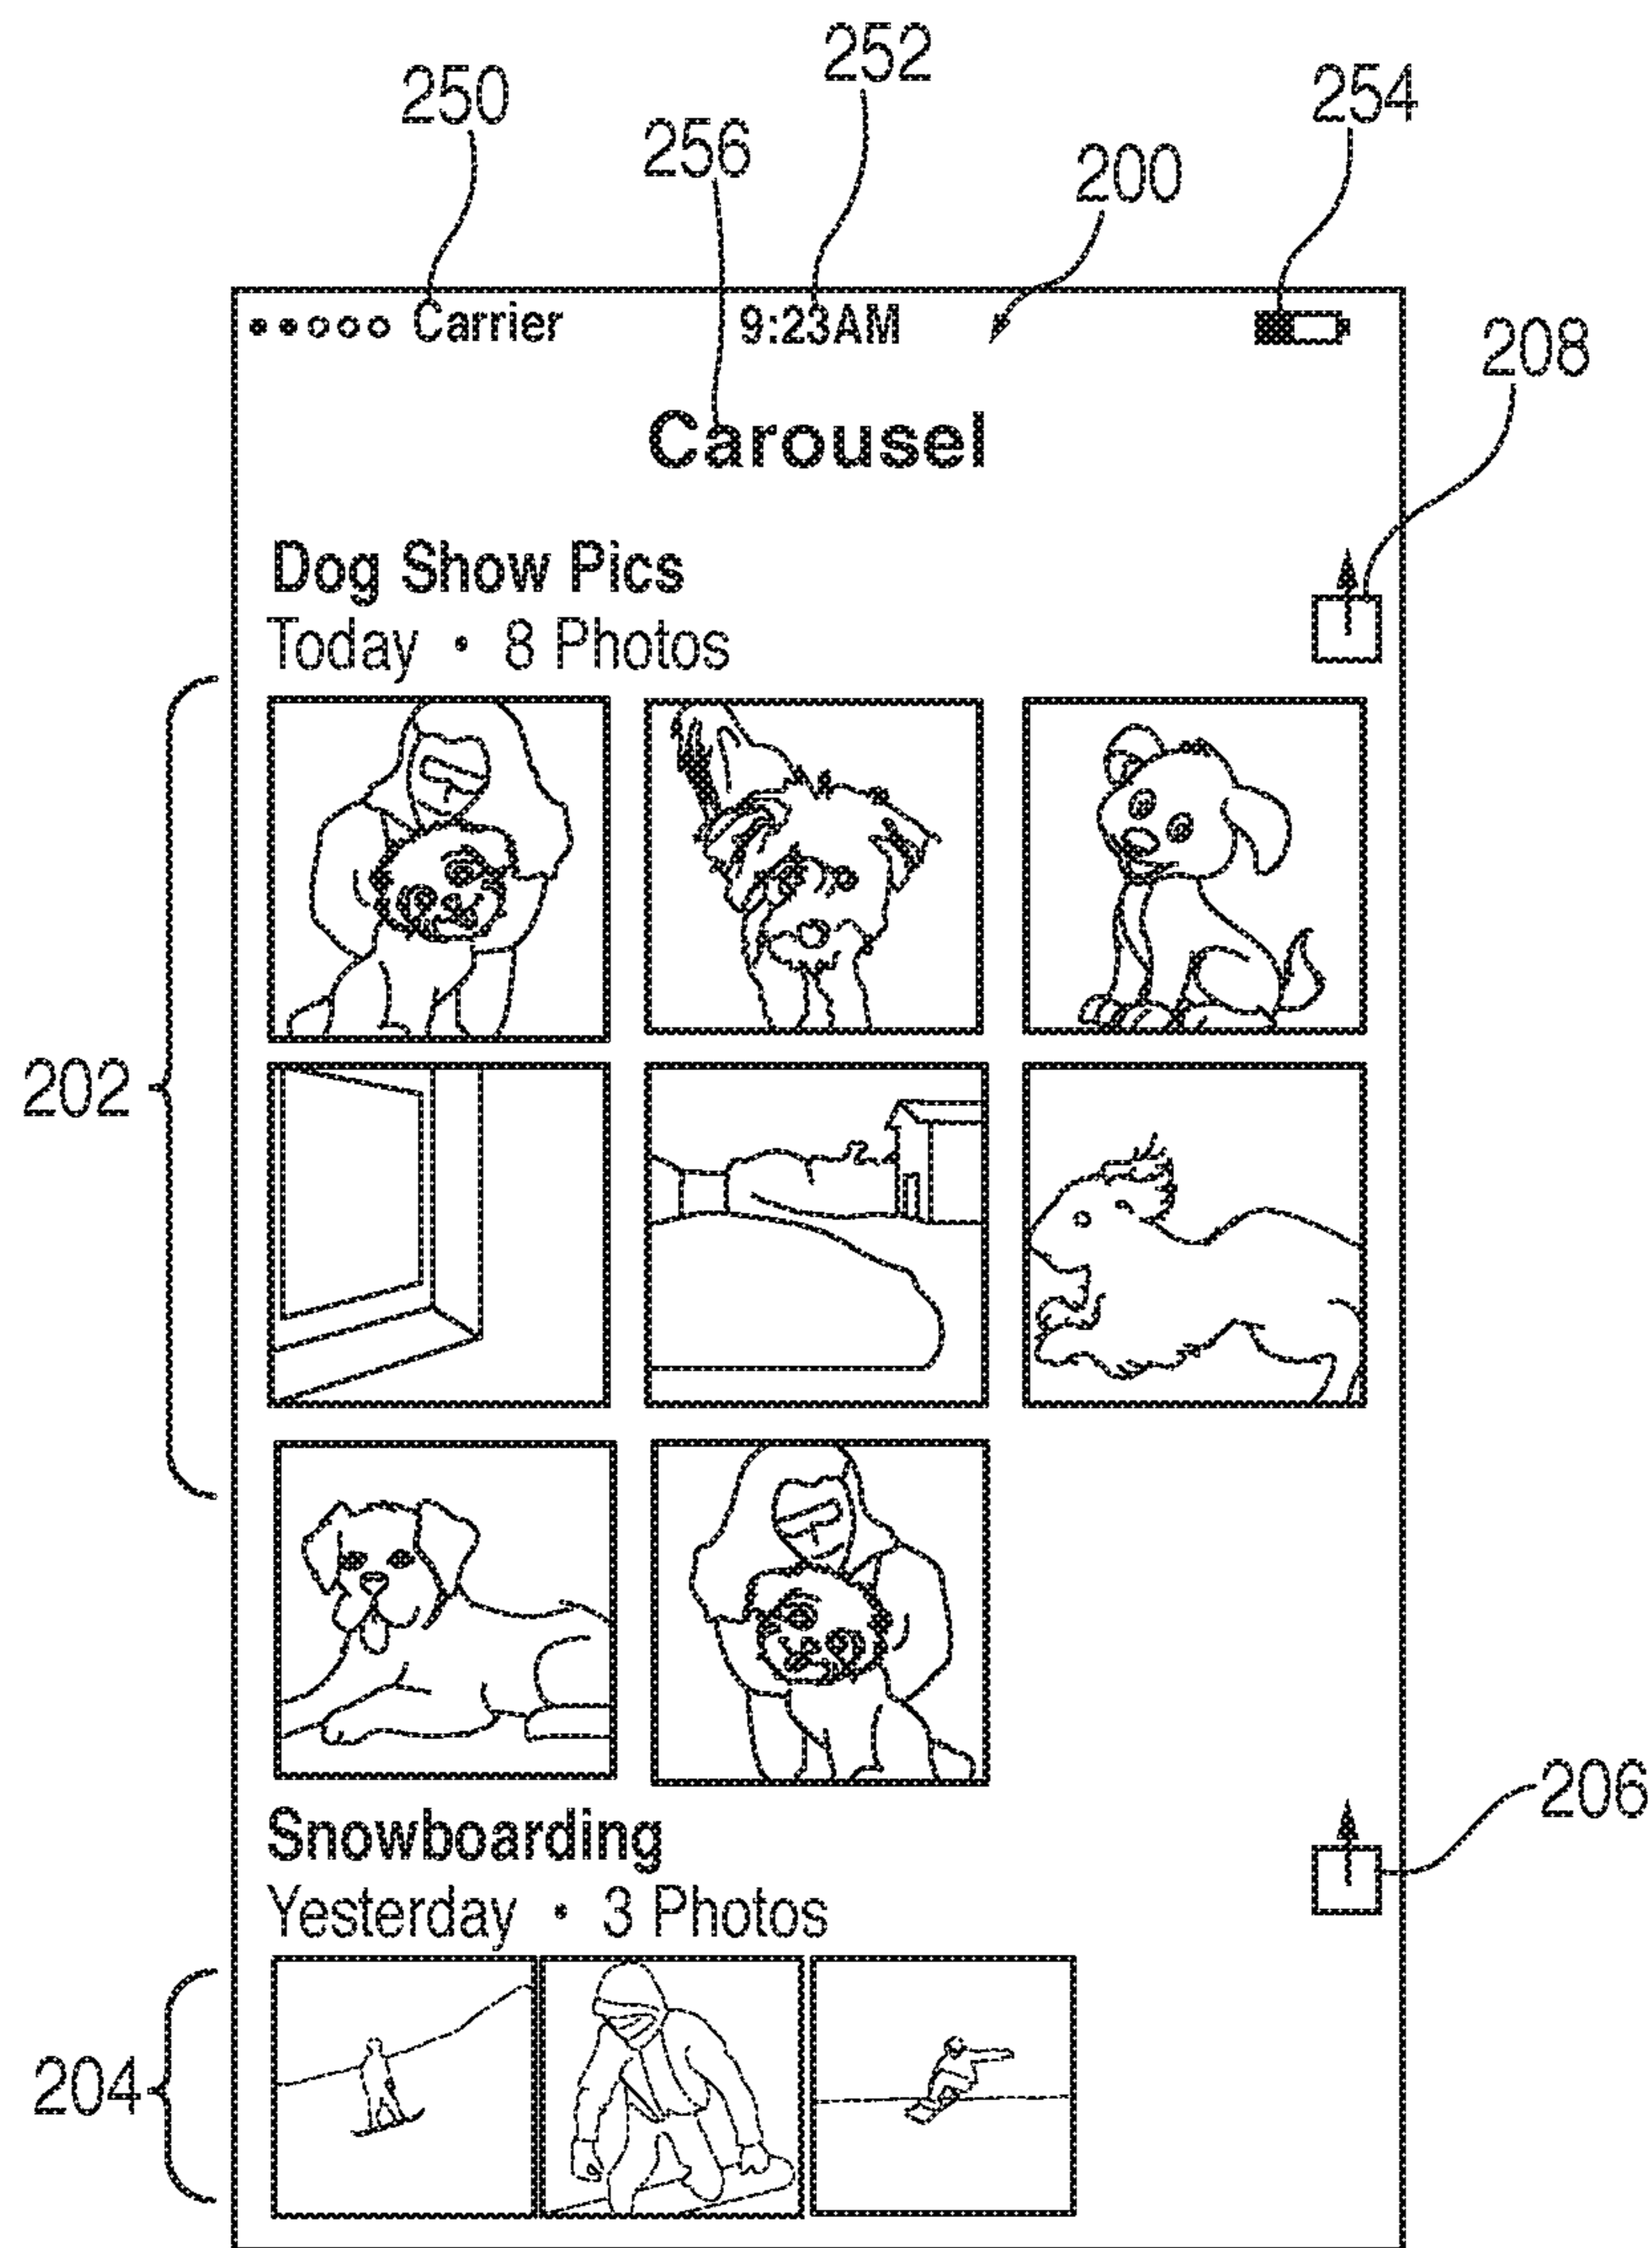 252
250
254
256
200
●●○○○ Carrier 9:23AM
208
Carousel
Dog Show Pics
Today • 8 Photos
202
206
Snowboarding
Yesterday • 3 Photos
204